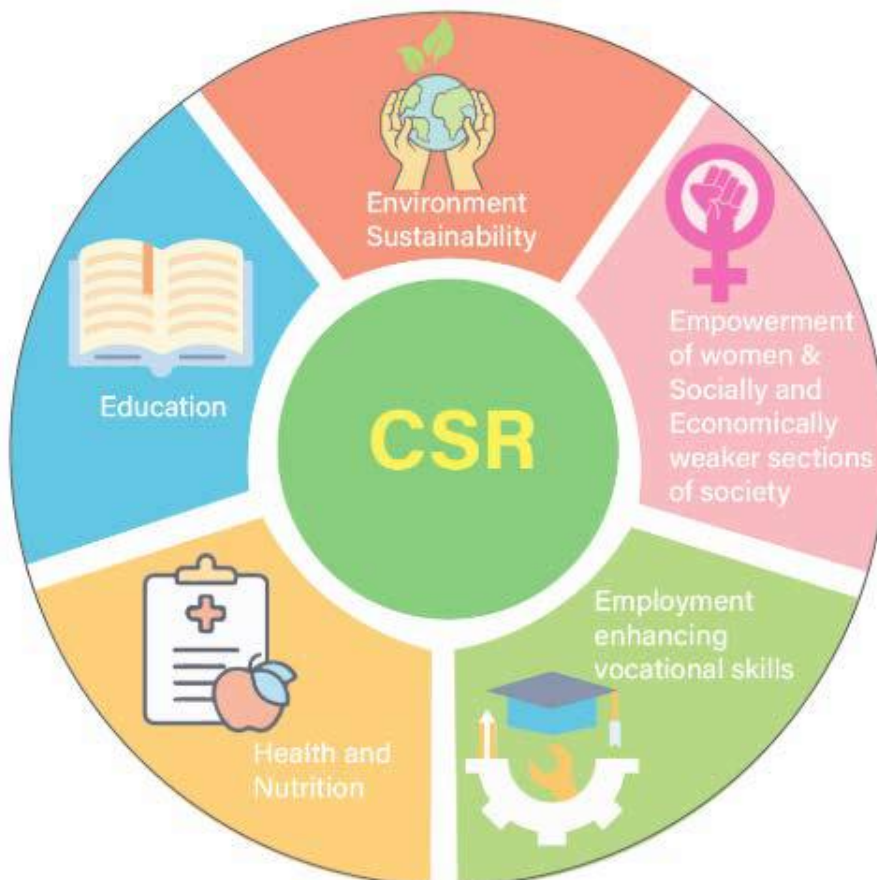 Environment
Sustainability
Empowerment
of women &
Socially and
Economically
weaker sections
of society
Employment
enhancing
vocational skills
Health and
Nutrition
Education
CSR